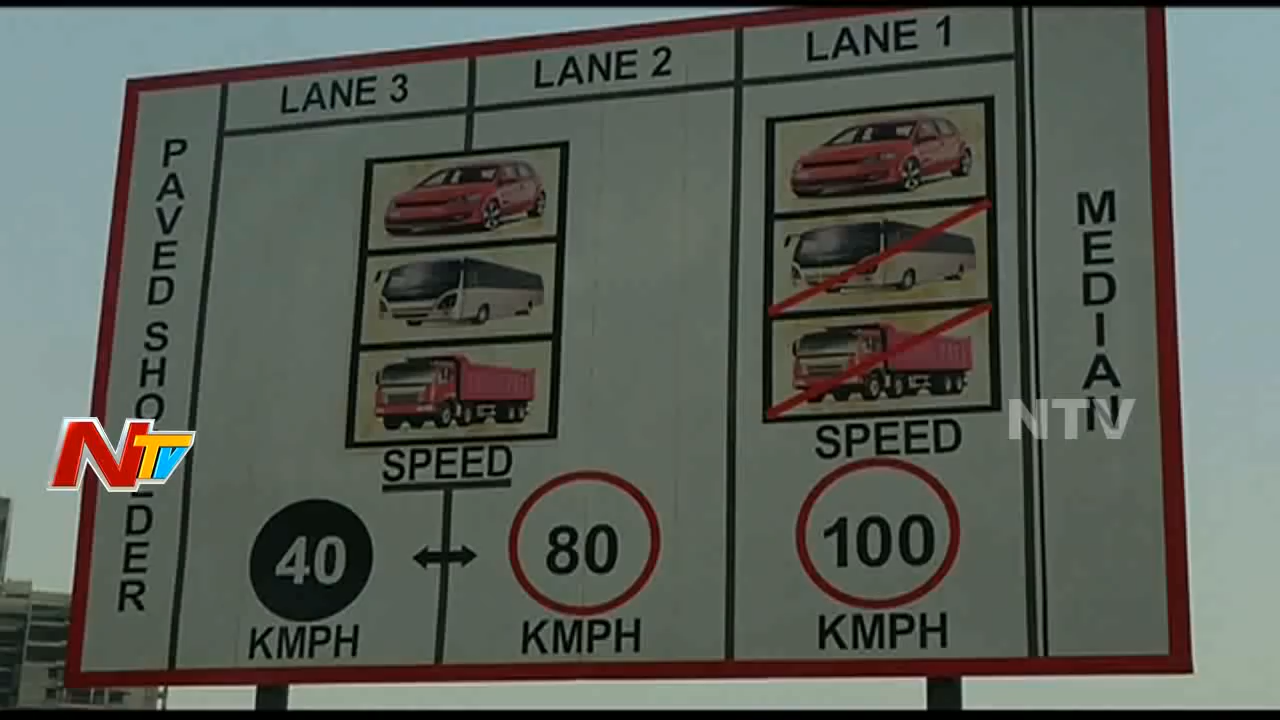 LANE 3
LANE 2
LANE 1
PAVED SHOULDER
MEDIAN
SPEED
SPEED
40
80
100
KMPH
KMPH
KMPH
NTV
NTV